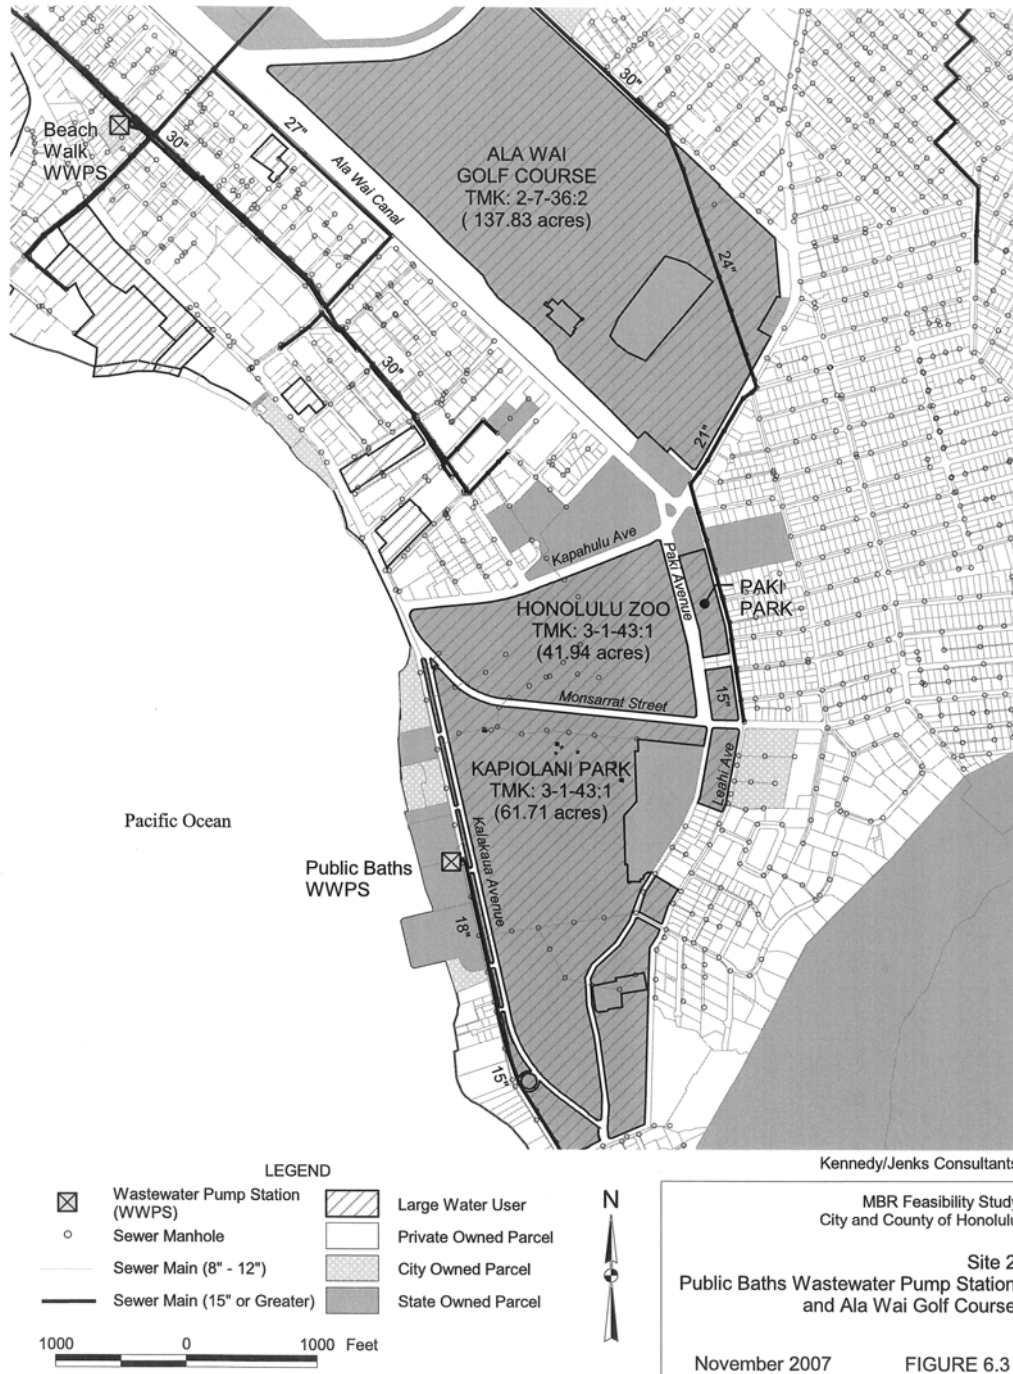 30"
Beach
Walk
WWPS
30"
27"
Ala Wai Canal
ALA WAI
GOLF COURSE
TMK: 2-7-36:2
( 137.83 acres)
24"
30"
21"
Kapahulu Ave
Paki Avenue
PAKI
PARK
HONOLULU ZOO
TMK: 3-1-43:1
(41.94 acres)
15"
Monsarrat Street
Leahi Ave
KAPIOLANI PARK
TMK: 3-1-43:1
(61.71 acres)
Pacific Ocean
Kalakaua Avenue
Public Baths
WWPS
18"
15"
LEGEND
Wastewater Pump Station
(WWPS)
Sewer Manhole
Sewer Main (8" - 12")
Sewer Main (15" or Greater)
Large Water User
Private Owned Parcel
City Owned Parcel
State Owned Parcel
N
1000 0 1000 Feet
Kennedy/Jenks Consultants
MBR Feasibility Study
City and County of Honolulu
Site 2
Public Baths Wastewater Pump Station
and Ala Wai Golf Course
November 2007 FIGURE 6.3